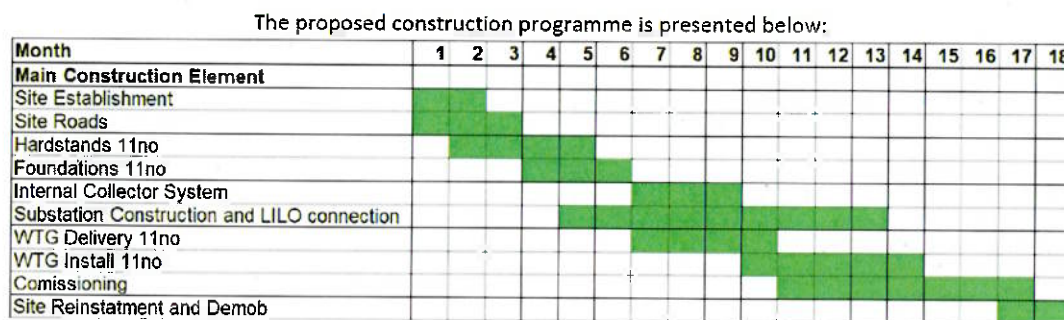 The proposed construction programme is presented below:
Month 1 2 3 4 5 6 7 8 9 10 11 12 13 14 15 16 17 18
Main Construction Element
Site Establishment
Site Roads
Hardstands 11no
Foundations 11no
Internal Collector System
Substation Construction and LILO connection
WTG Delivery 11no
WTG Install 11no
Comissioning
Site Reinstatment and Demob